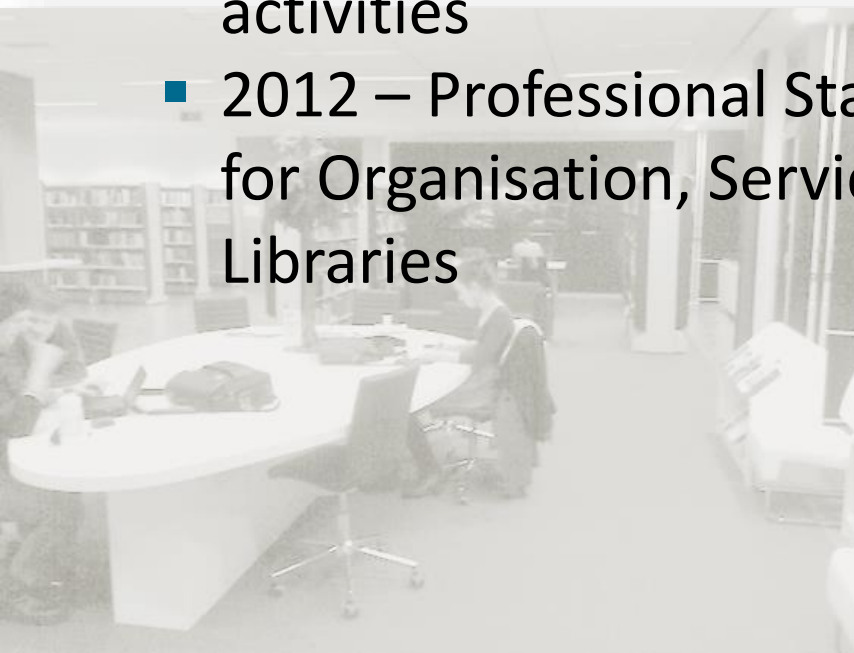 activities
2012 – Professional Sta
for Organisation, Servic
Libraries